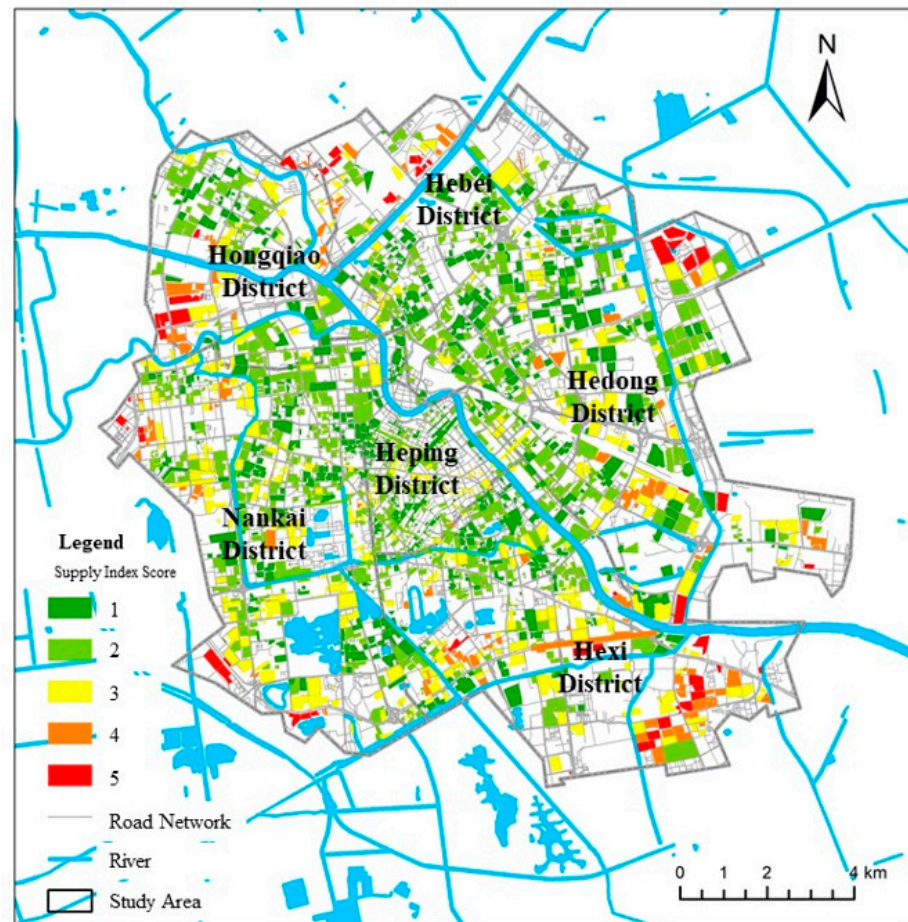 N
Hebei
District
Hongqiao
District
Hedong
District
Heping
District
Nankai
District
Hexi
District
Legend
Supply Index Score
1
2
3
4
5
Road Network
River
Study Area
0 1 2 4 km